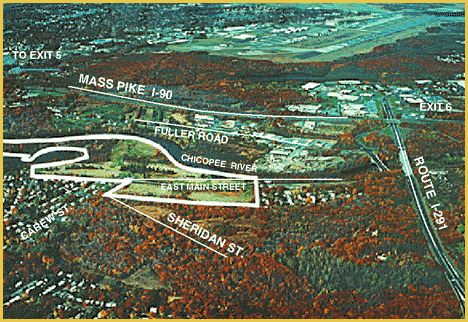 TO EXIT 5
MASS PIKE I-90
EXIT 6
FULLER ROAD
CHICOPEE RIVER
ROUTE I-291
EAST MAIN STREET
CAREW ST.
SHERIDAN ST.